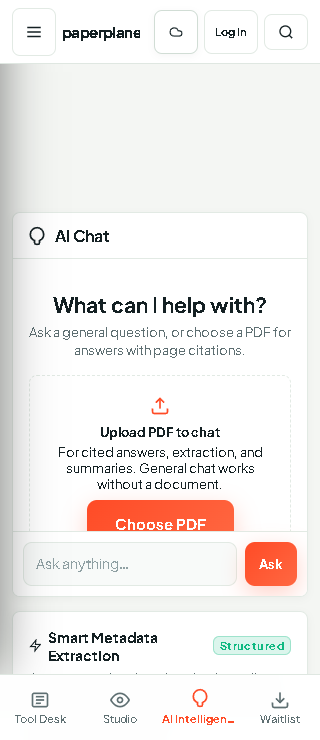 paperplane
Log In
AI Chat
What can I help with?
Ask a general question, or choose a PDF for
answers with page citations.
Upload PDF to chat
For cited answers, extraction, and
summaries. General chat works
without a document.
Choose PDF
Ask anything...
Ask
Smart Metadata
Extraction
Structured
Tool Desk
Studio
AI Intelligen...
Waitlist